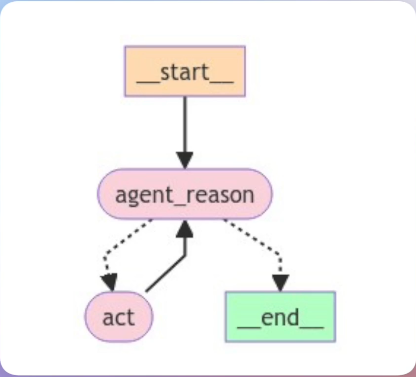 __start__
agent_reason
act
__end__